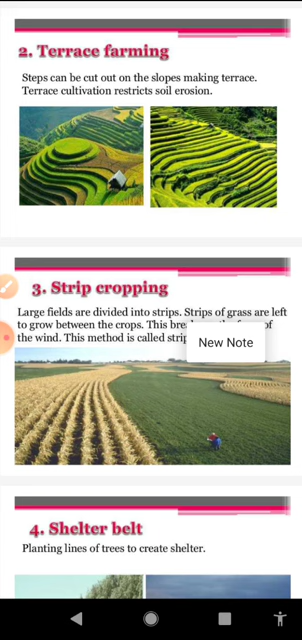 2. Terrace farming
Steps can be cut out on the slopes making terrace.
Terrace cultivation restricts soil erosion.
3. Strip cropping
Large fields are divided into strips. Strips of grass are left
to grow between the crops. This of
the wind. This method is called
New Note
4. Shelter belt
Planting lines of trees to create shelter.